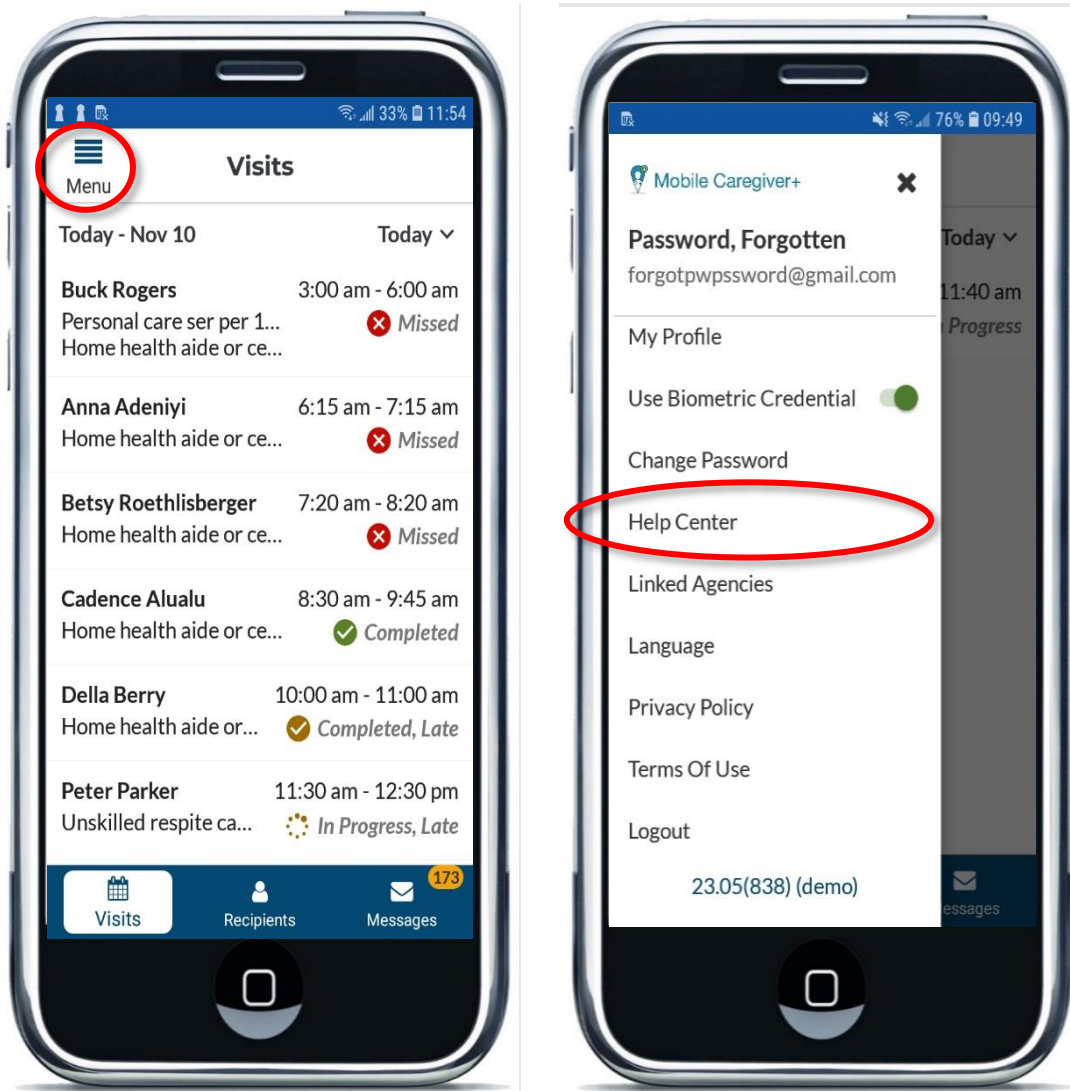 33% 11:54
Menu
Visits
Today - Nov 10 Today
Buck Rogers 3:00 am - 6:00 am
Personal care ser per 1... Missed
Home health aide or ce...
Anna Adeniyi 6:15 am - 7:15 am
Home health aide or ce... Missed
Betsy Roethlisberger 7:20 am - 8:20 am
Home health aide or ce... Missed
Cadence Alualu 8:30 am - 9:45 am
Home health aide or ce... Completed
Della Berry 10:00 am - 11:00 am
Home health aide or... Completed, Late
Peter Parker 11:30 am - 12:30 pm
Unskilled respite ca... In Progress, Late
173
Visits Recipients Messages
76% 09:49
Mobile Caregiver+
Password, Forgotten
forgotpwpssword@gmail.com
Today
11:40 am
Progress
My Profile
Use Biometric Credential
Change Password
Help Center
Linked Agencies
Language
Privacy Policy
Terms Of Use
Logout
23.05(838) (demo)
essages